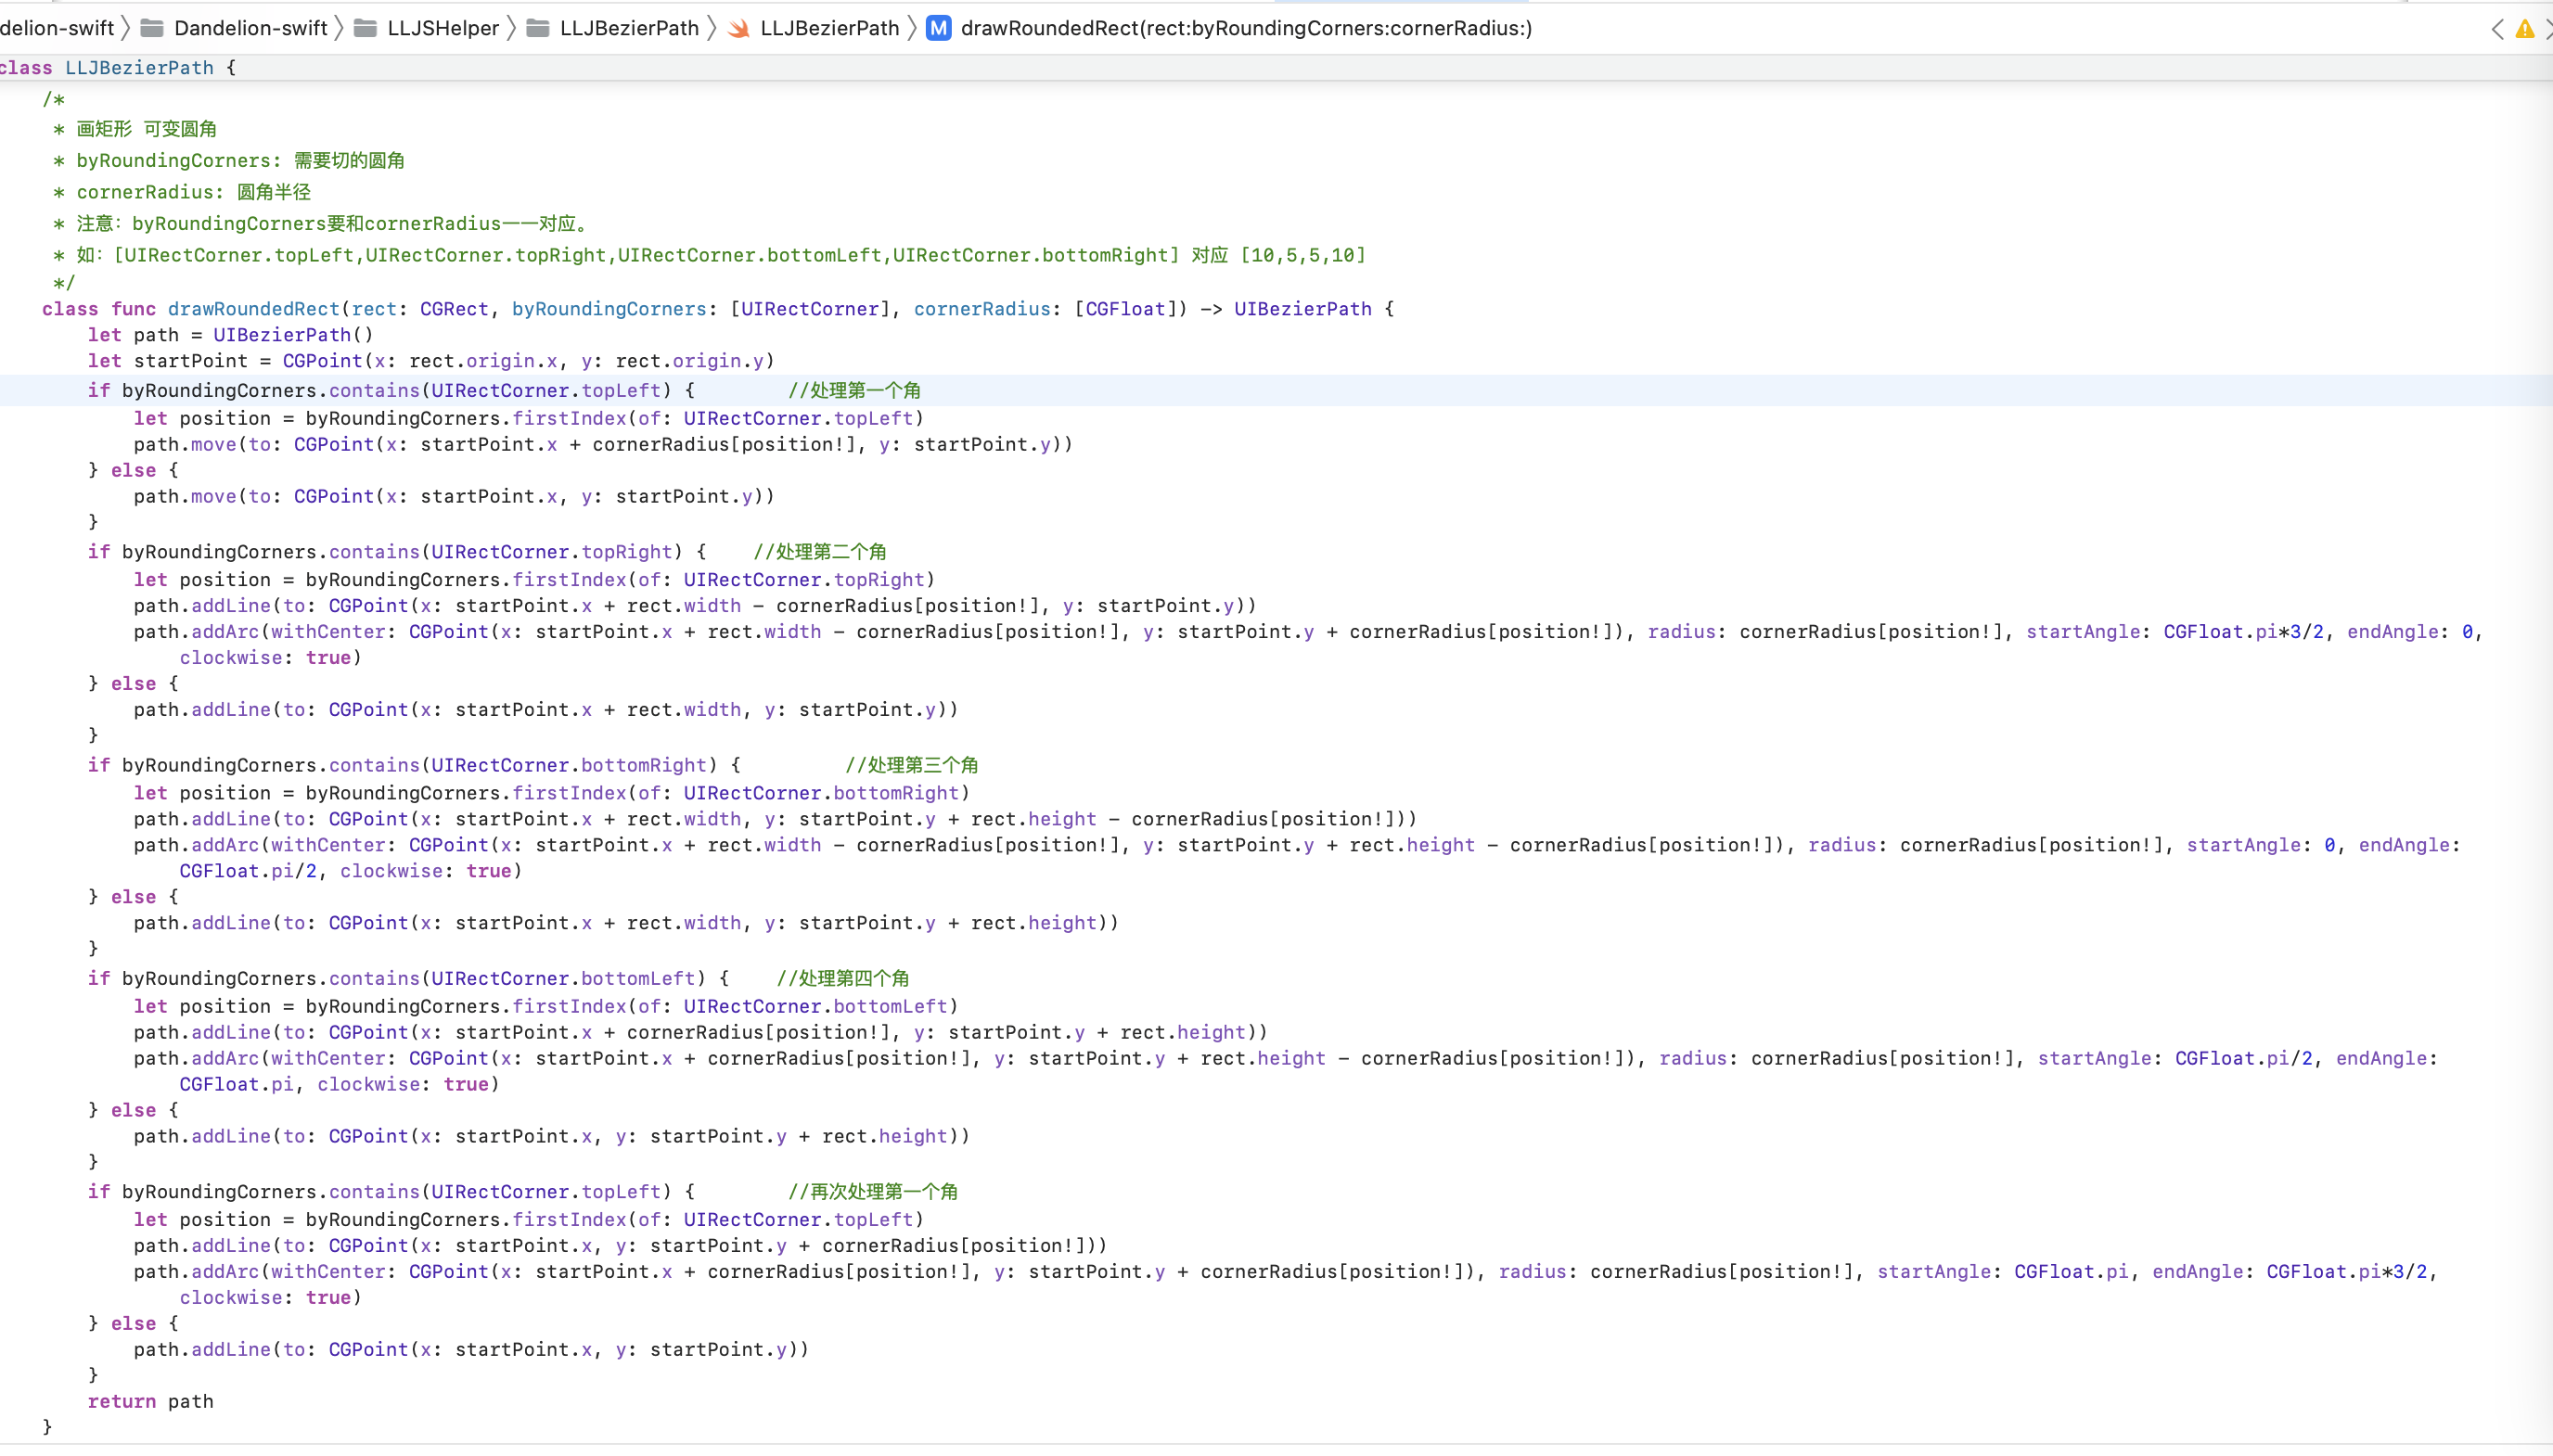 delion-swift 〉 Dandelion-swift 〉 LLJSHelper 〉 LLJBezierPath 〉 LLJBezierPath 〉 M drawRoundedRect(rect:byRoundingCorners:cornerRadius:)
class LLJBezierPath {
/*
* 画矩形 可变圆角
* byRoundingCorners: 需要切的圆角
* cornerRadius: 圆角半径
* 注意：byRoundingCorners要和cornerRadius一一对应。
* 如：[UIRectCorner.topLeft,UIRectCorner.topRight,UIRectCorner.bottomLeft,UIRectCorner.bottomRight] 对应 [10,5,5,10]
*/
class func drawRoundedRect(rect: CGRect, byRoundingCorners: [UIRectCorner], cornerRadius: [CGFloat]) -> UIBezierPath {
let path = UIBezierPath()
let startPoint = CGPoint(x: rect.origin.x, y: rect.origin.y)
if byRoundingCorners.contains(UIRectCorner.topLeft) { //处理第一个角
let position = byRoundingCorners.firstIndex(of: UIRectCorner.topLeft)
path.move(to: CGPoint(x: startPoint.x + cornerRadius[position!], y: startPoint.y))
} else {
path.move(to: CGPoint(x: startPoint.x, y: startPoint.y))
}
if byRoundingCorners.contains(UIRectCorner.topRight) { //处理第二个角
let position = byRoundingCorners.firstIndex(of: UIRectCorner.topRight)
path.addLine(to: CGPoint(x: startPoint.x + rect.width - cornerRadius[position!], y: startPoint.y))
path.addArc(withCenter: CGPoint(x: startPoint.x + rect.width - cornerRadius[position!], y: startPoint.y + cornerRadius[position!]), radius: cornerRadius[position!], startAngle: CGFloat.pi*3/2, endAngle: 0,
clockwise: true)
} else {
path.addLine(to: CGPoint(x: startPoint.x + rect.width, y: startPoint.y))
}
if byRoundingCorners.contains(UIRectCorner.bottomRight) { //处理第三个角
let position = byRoundingCorners.firstIndex(of: UIRectCorner.bottomRight)
path.addLine(to: CGPoint(x: startPoint.x + rect.width, y: startPoint.y + rect.height - cornerRadius[position!]))
path.addArc(withCenter: CGPoint(x: startPoint.x + rect.width - cornerRadius[position!], y: startPoint.y + rect.height - cornerRadius[position!]), radius: cornerRadius[position!], startAngle: 0, endAngle:
CGFloat.pi/2, clockwise: true)
} else {
path.addLine(to: CGPoint(x: startPoint.x + rect.width, y: startPoint.y + rect.height))
}
if byRoundingCorners.contains(UIRectCorner.bottomLeft) { //处理第四个角
let position = byRoundingCorners.firstIndex(of: UIRectCorner.bottomLeft)
path.addLine(to: CGPoint(x: startPoint.x + cornerRadius[position!], y: startPoint.y + rect.height))
path.addArc(withCenter: CGPoint(x: startPoint.x + cornerRadius[position!], y: startPoint.y + rect.height - cornerRadius[position!]), radius: cornerRadius[position!], startAngle: CGFloat.pi/2, endAngle:
CGFloat.pi, clockwise: true)
} else {
path.addLine(to: CGPoint(x: startPoint.x, y: startPoint.y + rect.height))
}
if byRoundingCorners.contains(UIRectCorner.topLeft) { //再次处理第一个角
let position = byRoundingCorners.firstIndex(of: UIRectCorner.topLeft)
path.addLine(to: CGPoint(x: startPoint.x, y: startPoint.y + cornerRadius[position!]))
path.addArc(withCenter: CGPoint(x: startPoint.x + cornerRadius[position!], y: startPoint.y + cornerRadius[position!]), radius: cornerRadius[position!], startAngle: CGFloat.pi, endAngle: CGFloat.pi*3/2,
clockwise: true)
} else {
path.addLine(to: CGPoint(x: startPoint.x, y: startPoint.y))
}
return path
}